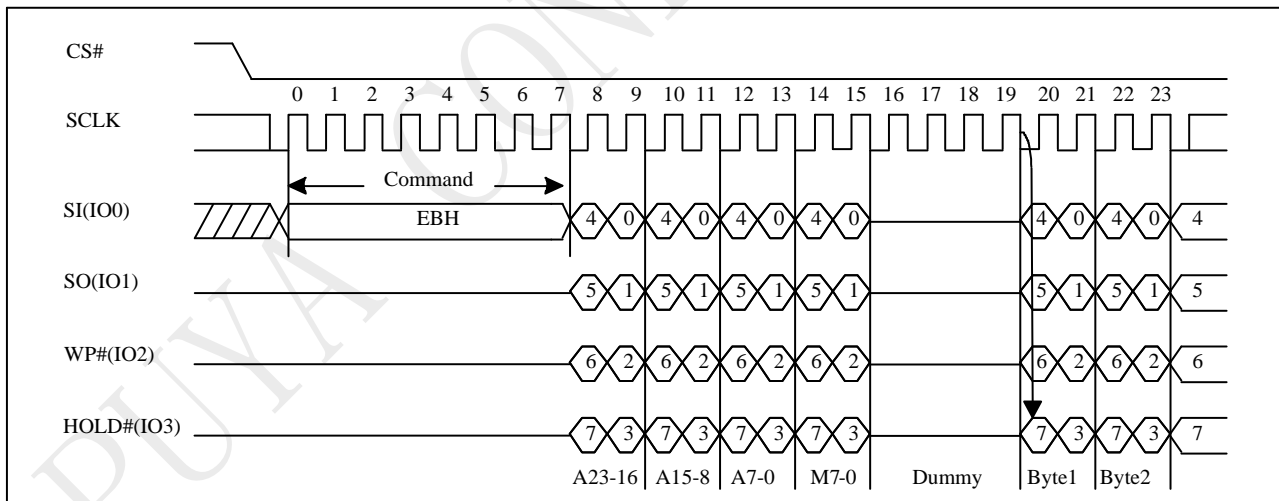 CS#
0 1 2 3 4 5 6 7 8 9 10 11 12 13 14 15 16 17 18 19 20 21 22 23
SCLK
Command
SI(IO0) EBH 4 0 4 0 4 0 4 0 4 0 4 0 4
SO(IO1) 5 1 5 1 5 1 5 1 5 1 5 1 5
WP#(IO2) 6 2 6 2 6 2 6 2 6 2 6 2 6
HOLD#(IO3) 7 3 7 3 7 3 7 3 7 3 7 3 7
A23-16 A15-8 A7-0 M7-0 Dummy Byte1 Byte2
PUYA CON